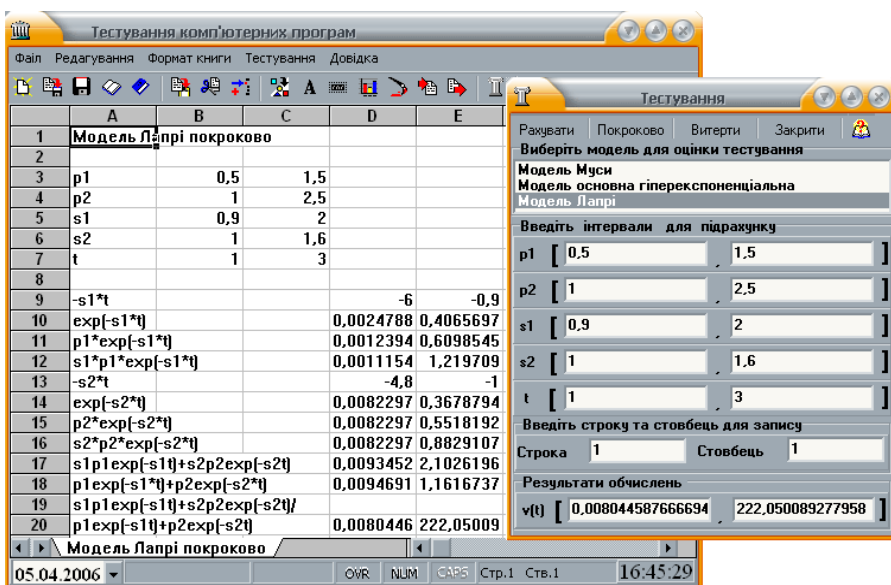 Тестування комп'ютерних програм
Файл Редагування Формат книги Тестування Довідка
A B C D E
1 Модель Лапрі покроково
2
3 p1 0,5 1,5
4 p2 1 2,5
5 s1 0,9 2
6 s2 1 1,6
7 t 1 3
8
9 -s1*t -6 -0,9
10 exp(-s1*t) 0,0024788 0,4065697
11 p1*exp(-s1*t) 0,0012394 0,6098545
12 s1*p1*exp(-s1*t) 0,0011154 1,219709
13 -s2*t -4,8 -1
14 exp(-s2*t) 0,0082297 0,3678794
15 p2*exp(-s2*t) 0,0082297 0,5518192
16 s2*p2*exp(-s2*t) 0,0082297 0,8829107
17 s1p1exp(-s1t)+s2p2exp(-s2t) 0,0093452 2,1026196
18 p1exp(-s1*t)+p2exp(-s2*t) 0,0094691 1,1616737
19 s1p1exp(-s1t)+s2p2exp(-s2t)/
20 p1exp(-s1t)+p2exp(-s2t) 0,0080446 222,05009
Модель Лапрі покроково
05.04.2006 OVR NUM CAPS Стр.1 Ств.1 16:45:29
Тестування
Рахувати Покроково Витерти Закрити
Виберіть модель для оцінки тестування
Модель Муси
Модель основна гіперекспоненціальна
Модель Лапрі
Введіть інтервали для підрахунку
p1 [ 0,5 , 1,5 ]
p2 [ 1 , 2,5 ]
s1 [ 0,9 , 2 ]
s2 [ 1 , 1,6 ]
t [ 1 , 3 ]
Введіть строку та стовбець для запису
Строка 1 Стовбець 1
Результати обчислень
v(t) [ 0,008044587666694 , 222,050089277958 ]